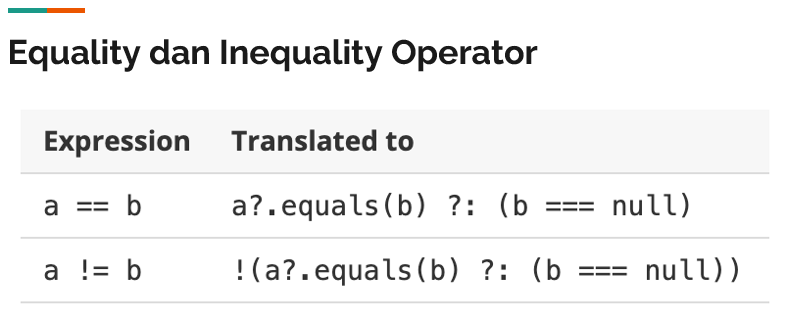 Equality dan Inequality Operator
Expression Translated to
a == b a?.equals(b) ?: (b === null)
a != b !(a?.equals(b) ?: (b === null))